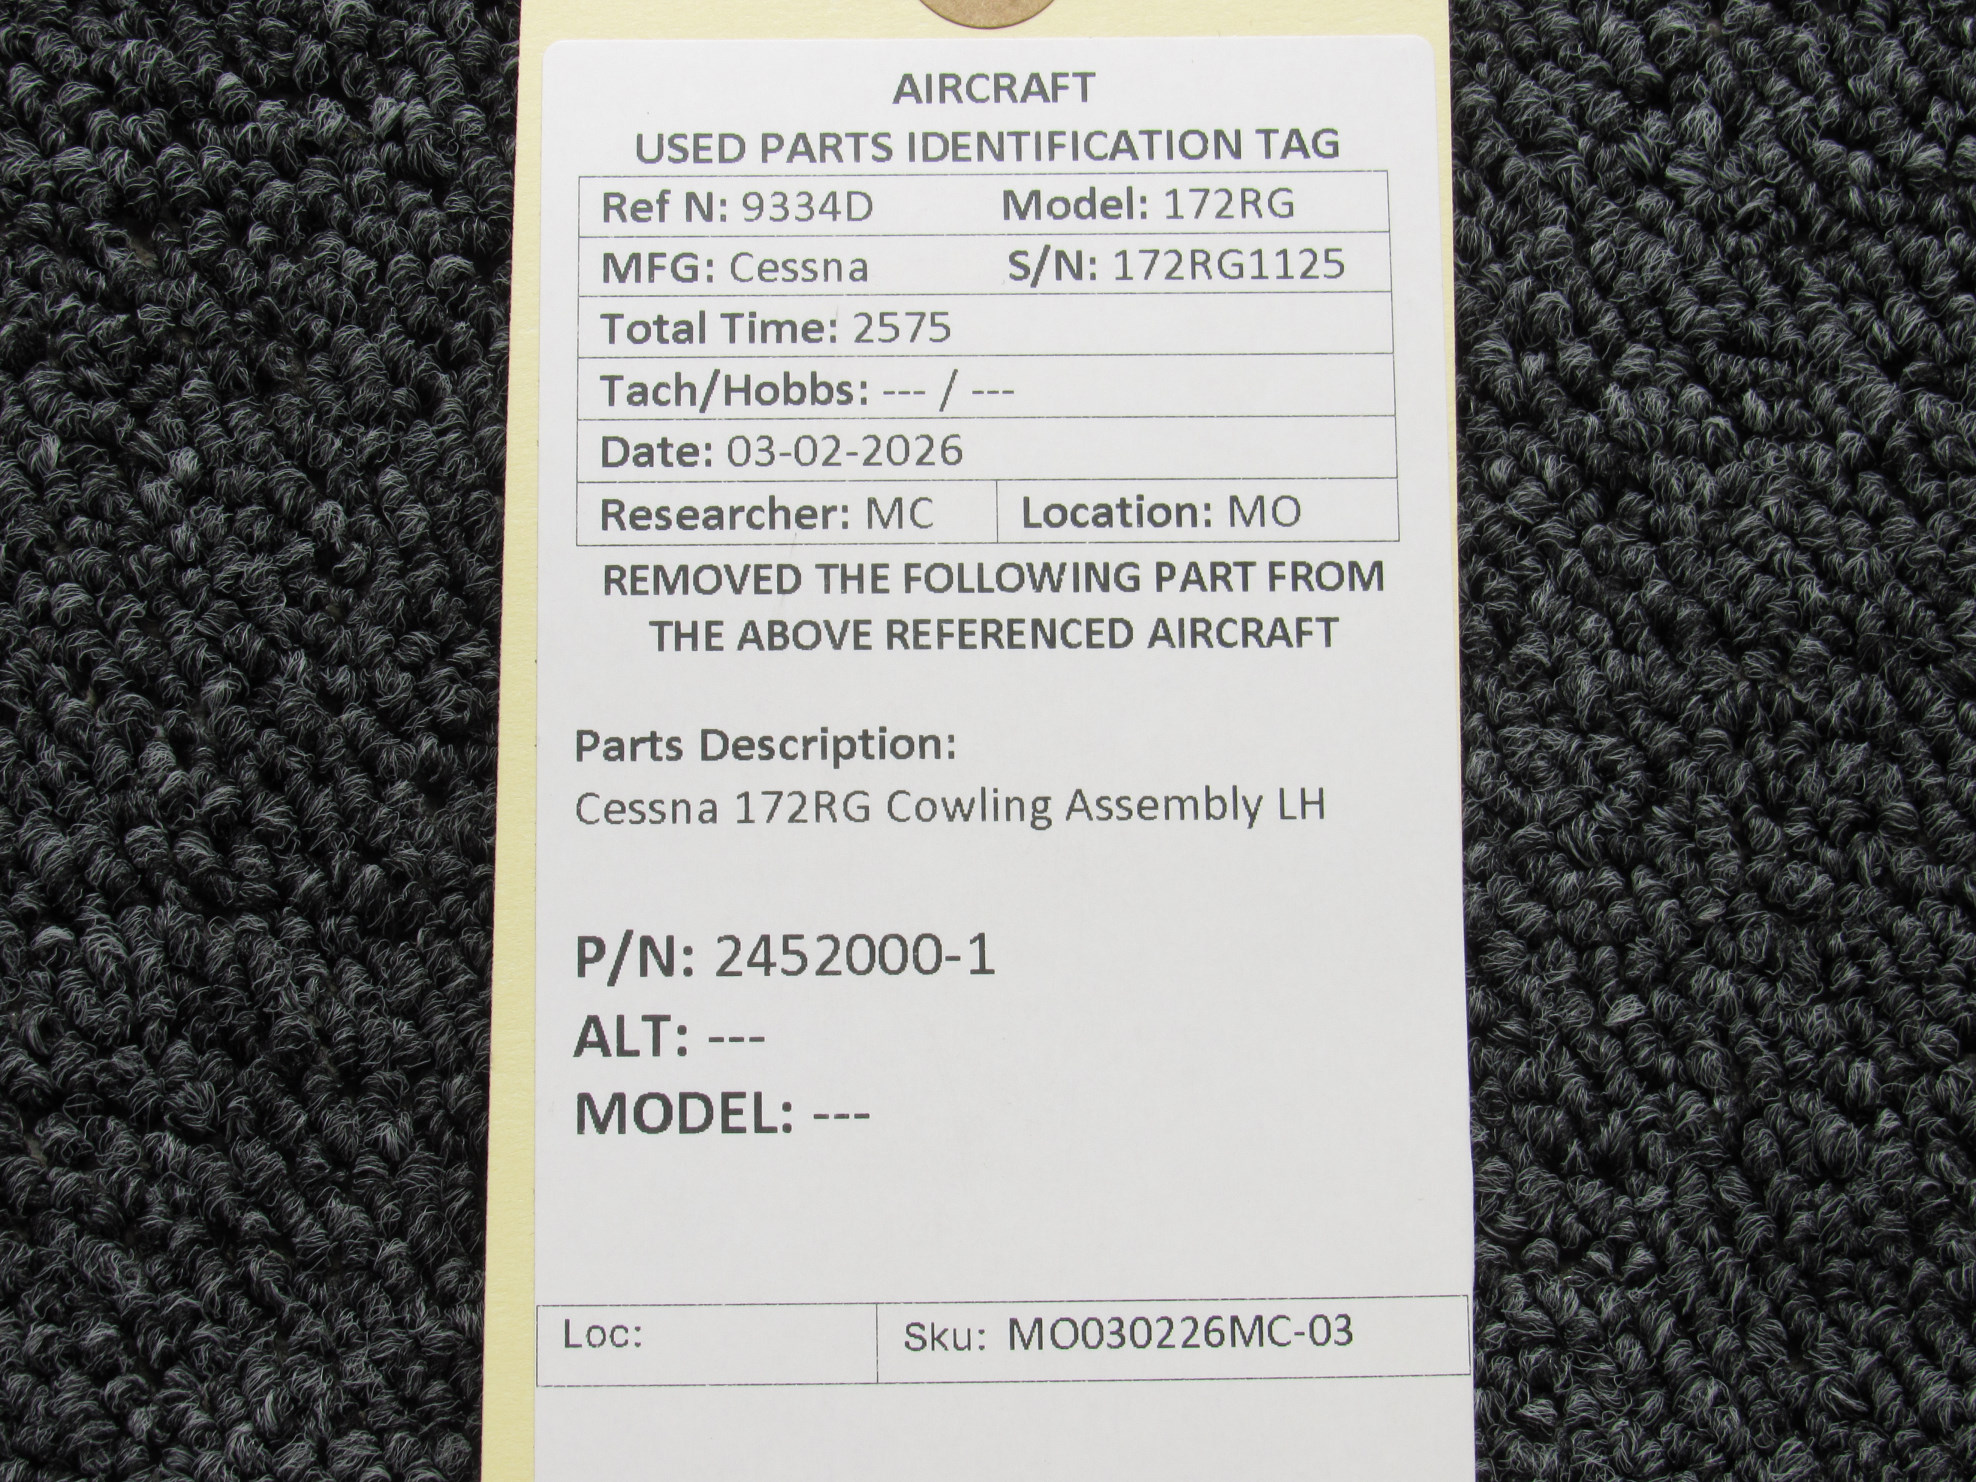 AIRCRAFT
USED PARTS IDENTIFICATION TAG
Ref N: 9334D Model: 172RG
MFG: Cessna S/N: 172RG1125
Total Time: 2575
Tach/Hobbs: --- / ---
Date: 03-02-2026
Researcher: MC Location: MO
REMOVED THE FOLLOWING PART FROM
THE ABOVE REFERENCED AIRCRAFT
Parts Description:
Cessna 172RG Cowling Assembly LH
P/N: 2452000-1
ALT: ---
MODEL: ---
Loc: Sku: MO030226MC-03